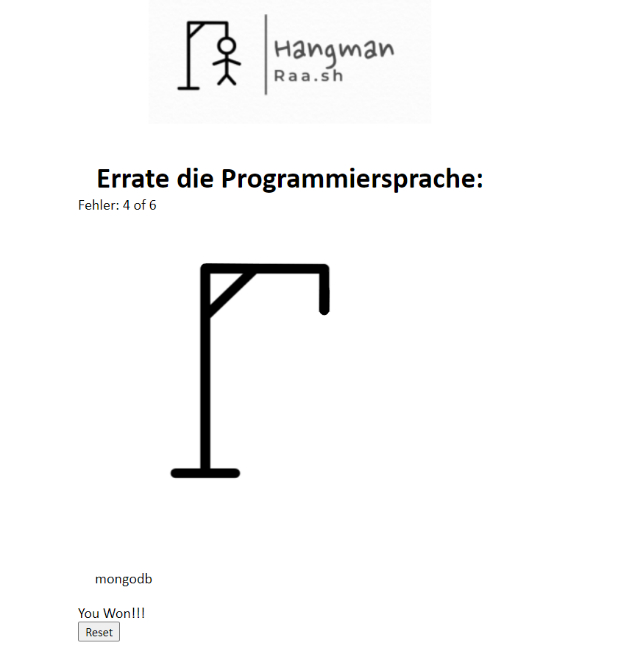 Hangman
Raa.sh
Errate die Programmiersprache:
Fehler: 4 of 6
mongodb
You Won!!!
Reset